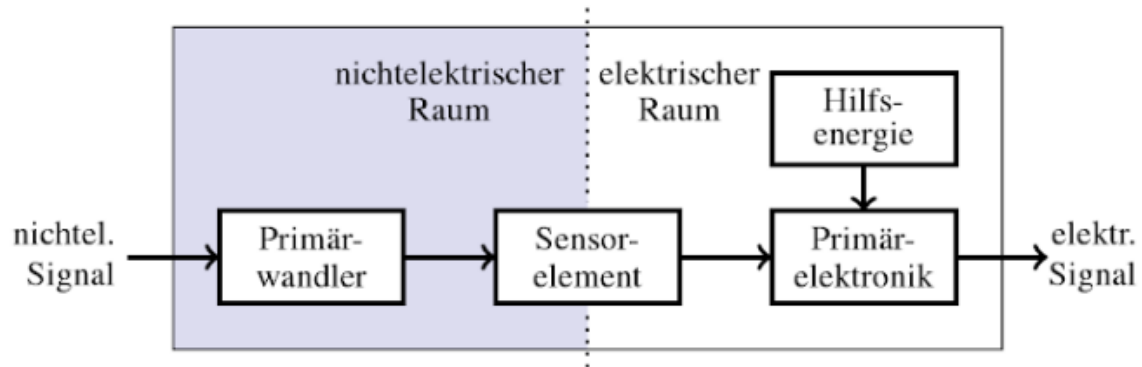 nichtelektrischer
Raum
elektrischer
Raum
Hilfs-
energie
nichtel.
Signal
Primär-
wandler
Sensor-
element
Primär-
elektronik
elektr.
Signal